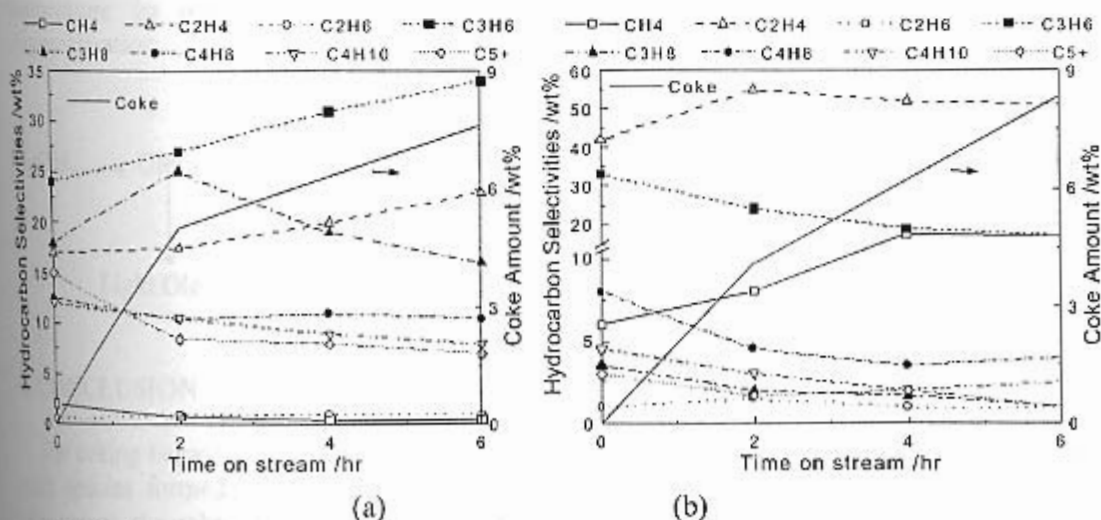 CH4 C2H4 C2H6 C3H6
C3H8 C4H8 C4H10 C5+
Coke
Hydrocarbon Selectivities /wt%
35
30
25
20
15
10
5
0
0 2 4 6
Time on stream /hr
9
6
3
0
Coke Amount /wt%
(a)
CH4 C2H4 C2H6 C3H6
C3H8 C4H8 C4H10 C5+
Coke
Hydrocarbon Selectivities /wt%
60
50
40
30
20
10
5
0
0 2 4 6
Time on stream /hr
9
6
3
0
Coke Amount /wt%
(b)